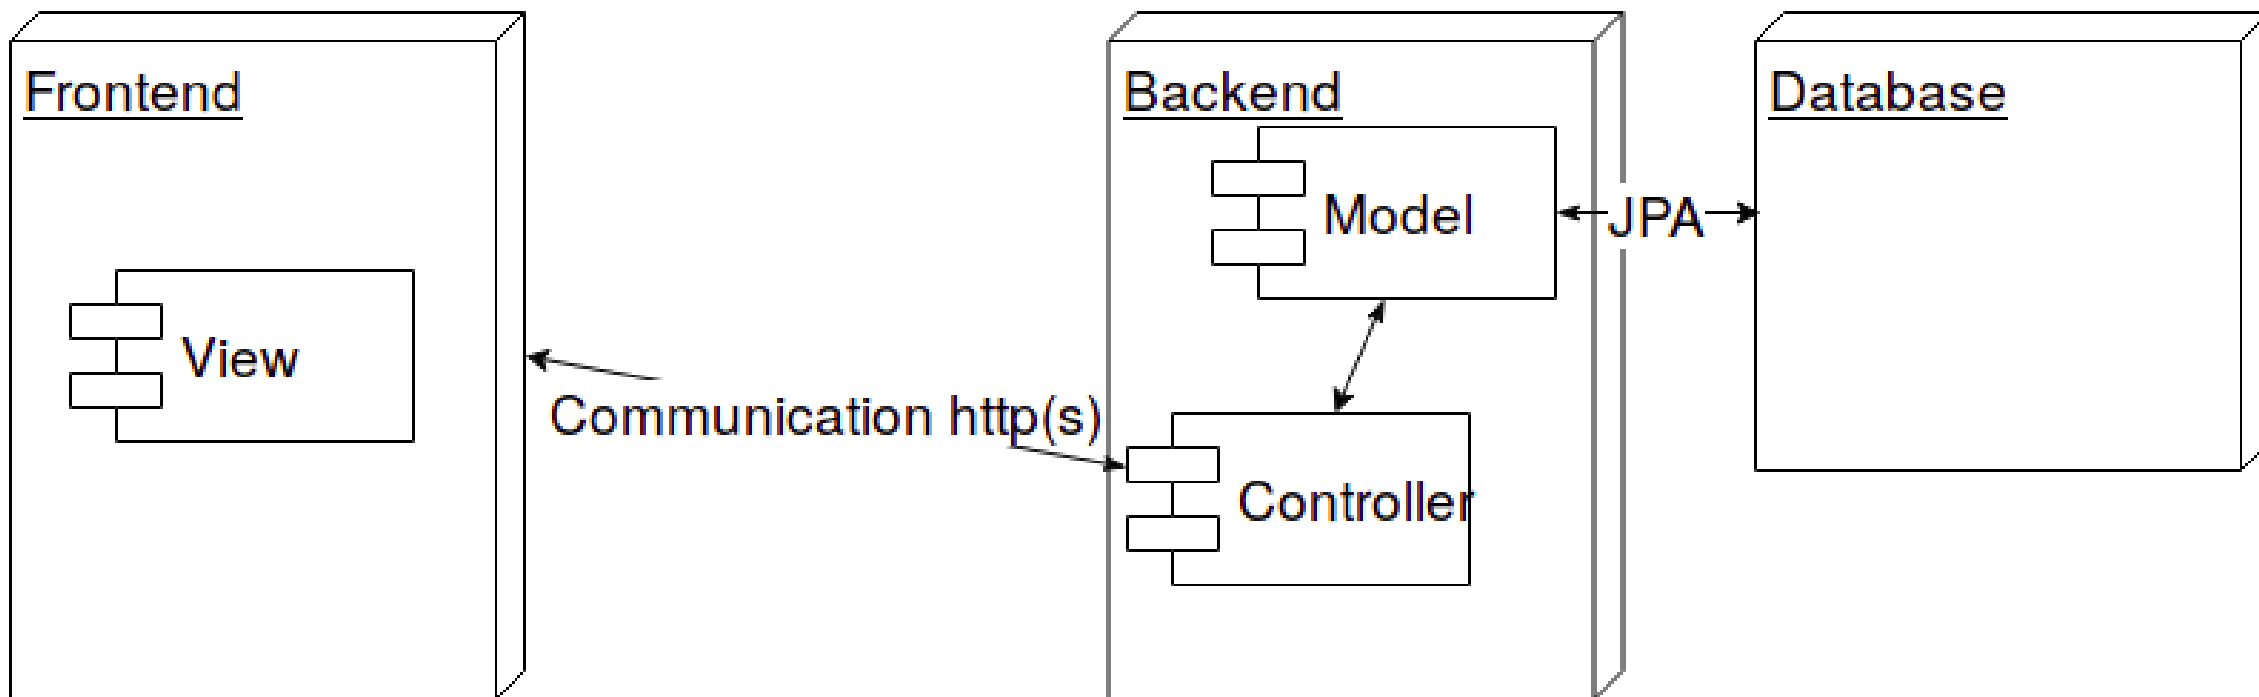 Frontend
View
Communication http(s)
Backend
Model
Controller
JPA
Database